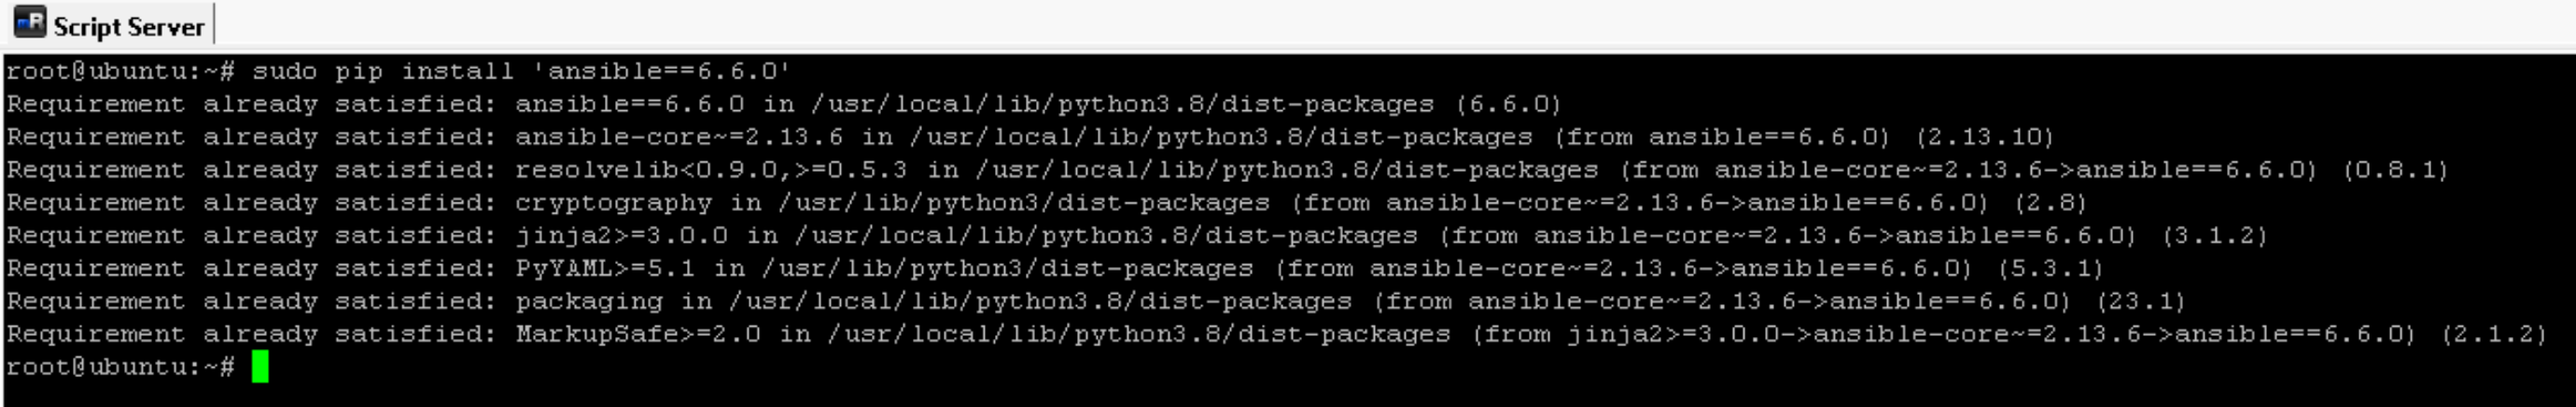 Script Server
root@ubuntu:~# sudo pip install 'ansible==6.6.0'
Requirement already satisfied: ansible==6.6.0 in /usr/local/lib/python3.8/dist-packages (6.6.0)
Requirement already satisfied: ansible-core~=2.13.6 in /usr/local/lib/python3.8/dist-packages (from ansible==6.6.0) (2.13.10)
Requirement already satisfied: resolvelib<0.9.0,>=0.5.3 in /usr/local/lib/python3.8/dist-packages (from ansible-core~=2.13.6->ansible==6.6.0) (0.8.1)
Requirement already satisfied: cryptography in /usr/lib/python3/dist-packages (from ansible-core~=2.13.6->ansible==6.6.0) (2.8)
Requirement already satisfied: jinja2>=3.0.0 in /usr/local/lib/python3.8/dist-packages (from ansible-core~=2.13.6->ansible==6.6.0) (3.1.2)
Requirement already satisfied: PyYAML>=5.1 in /usr/lib/python3/dist-packages (from ansible-core~=2.13.6->ansible==6.6.0) (5.3.1)
Requirement already satisfied: packaging in /usr/local/lib/python3.8/dist-packages (from ansible-core~=2.13.6->ansible==6.6.0) (23.1)
Requirement already satisfied: MarkupSafe>=2.0 in /usr/local/lib/python3.8/dist-packages (from jinja2>=3.0.0->ansible-core~=2.13.6->ansible==6.6.0) (2.1.2)
root@ubuntu:~#